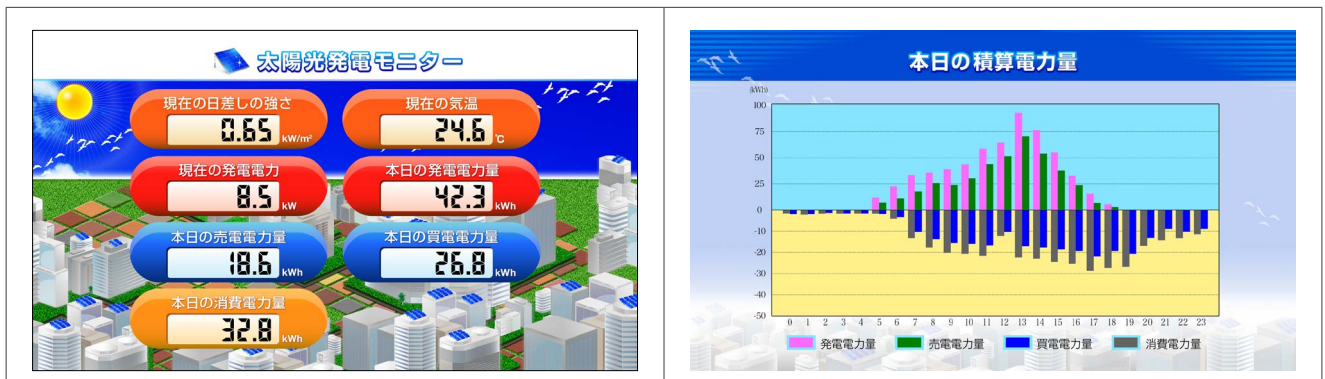 太陽光発電モニター
現在の日差しの強さ
0.65 kW/m²
現在の気温
24.6 ℃
現在の発電電力
8.5 kW
本日の発電電力量
42.3 kWh
本日の売電電力量
18.6 kWh
本日の買電電力量
26.8 kWh
本日の消費電力量
32.8 kWh
本日の積算電力量
(kWh)
100
75
50
25
0
-10
-20
-30
-40
-50
0 1 2 3 4 5 6 7 8 9 10 11 12 13 14 15 16 17 18 19 20 21 22 23
発電電力量 売電電力量 買電電力量 消費電力量